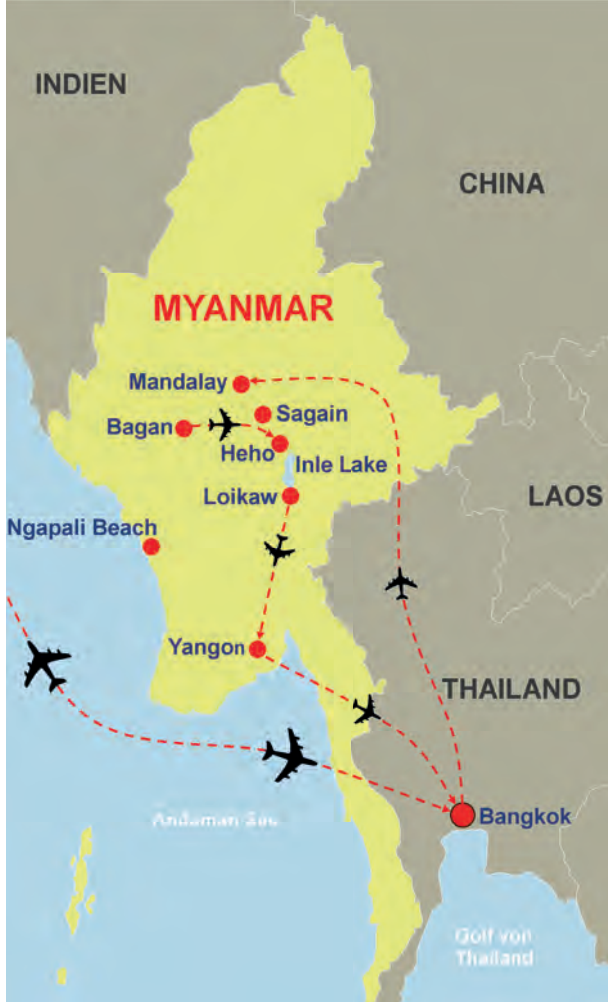 INDIEN
CHINA
MYANMAR
Mandalay
Sagain
Bagan
Heho
Inle Lake
Loikaw
LAOS
Ngapali Beach
Yangon
THAILAND
Bangkok
Andaman See
Golf von
Thailand